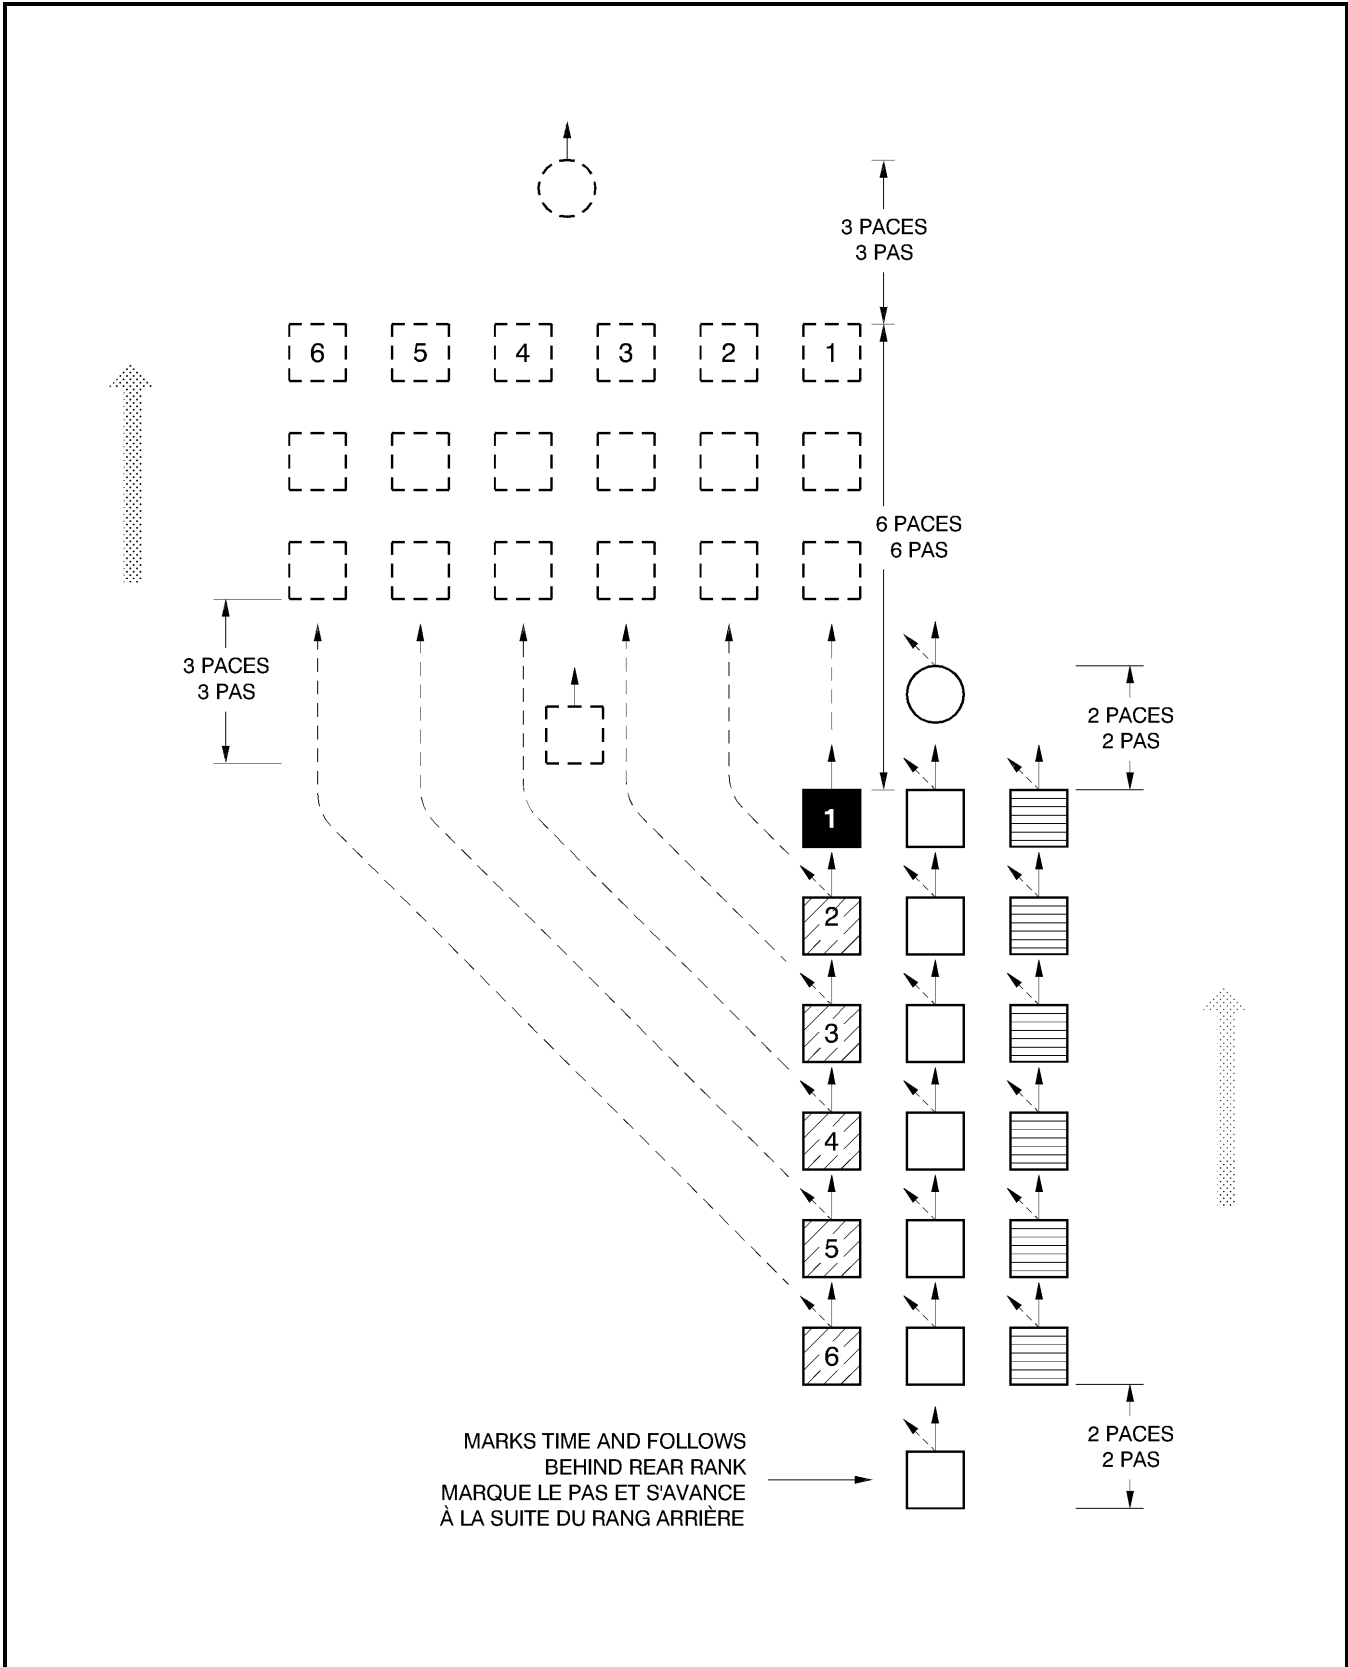 3 PACES
3 PAS
6 5 4 3 2 1
6 PACES
6 PAS
3 PACES
3 PAS
2 PACES
2 PAS
1
2
3
4
5
6
2 PACES
2 PAS
MARKS TIME AND FOLLOWS
BEHIND REAR RANK
MARQUE LE PAS ET S'AVANCE
À LA SUITE DU RANG ARRIÈRE